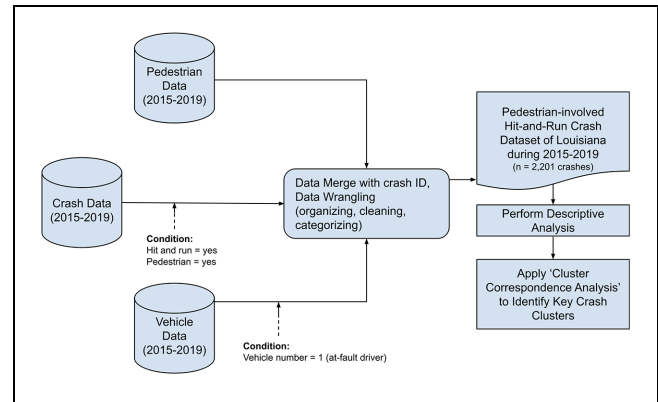 Pedestrian
Data
(2015-2019)
Crash Data
(2015-2019)
Condition:
Hit and run = yes
Pedestrian = yes
Vehicle
Data
(2015-2019)
Condition:
Vehicle number = 1 (at-fault driver)
Data Merge with crash ID,
Data Wrangling
(organizing, cleaning,
categorizing)
Pedestrian-involved
Hit-and-Run Crash
Dataset of Louisiana
during 2015-2019
(n = 2,201 crashes)
Perform Descriptive
Analysis
Apply ‘Cluster
Correspondence Analysis’
to Identify Key Crash
Clusters